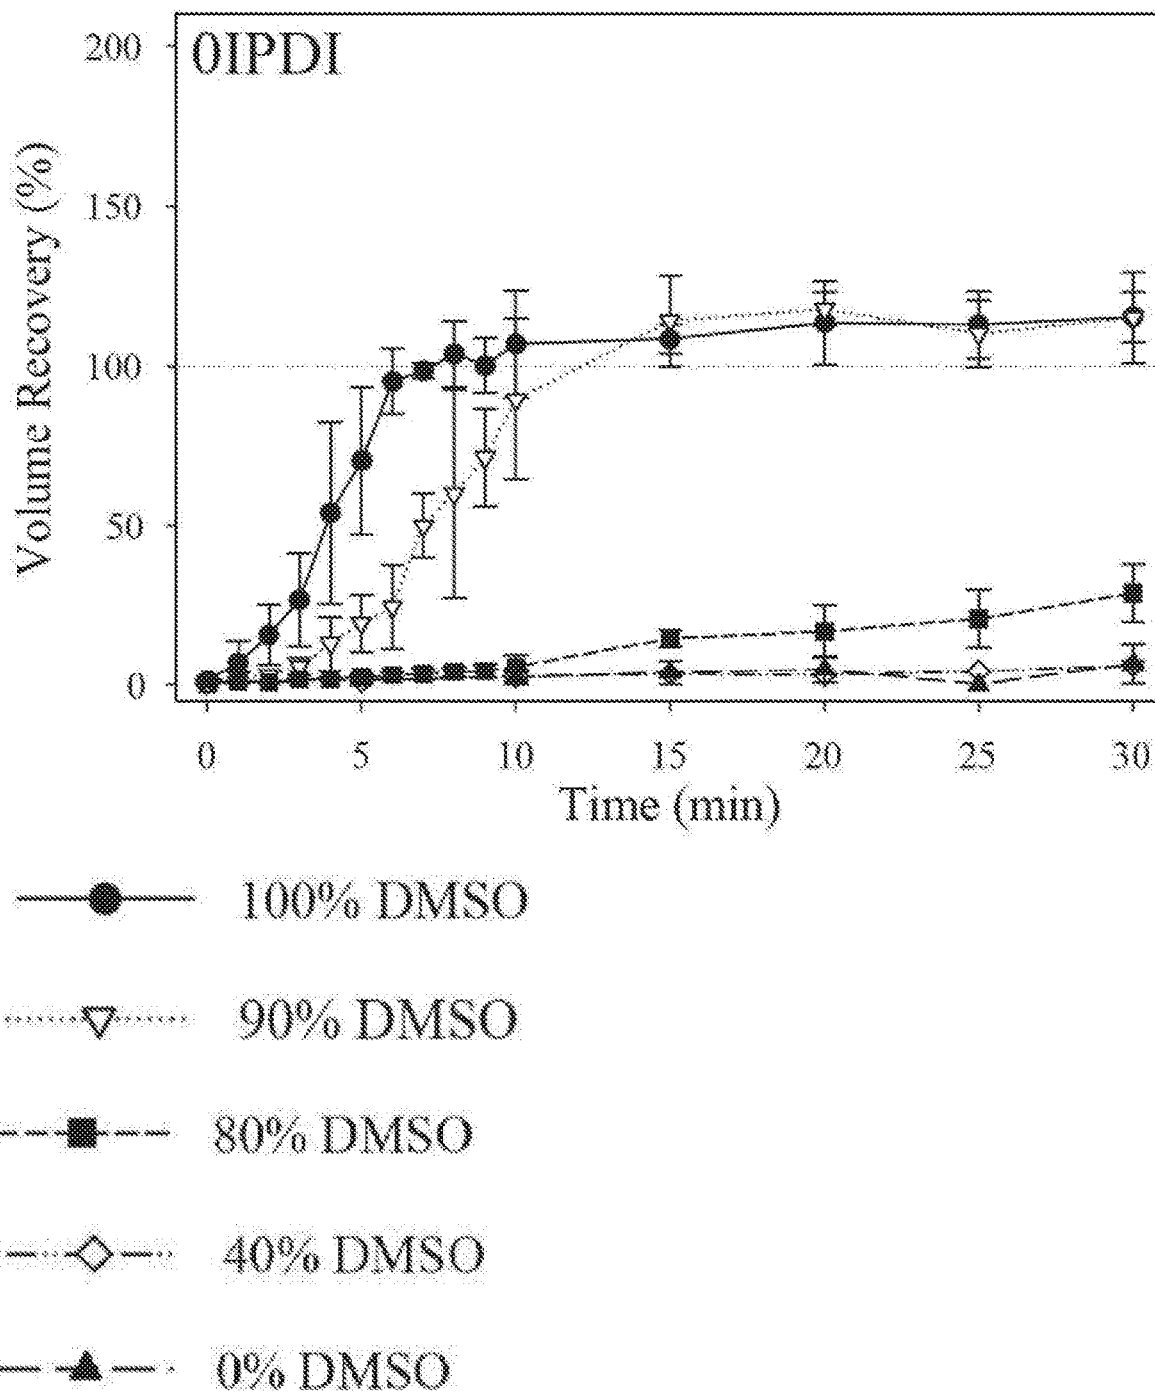 0IPDI
200
150
100
50
0
Volume Recovery (%)
0 5 10 15 20 25 30
Time (min)
100% DMSO
90% DMSO
80% DMSO
40% DMSO
0% DMSO